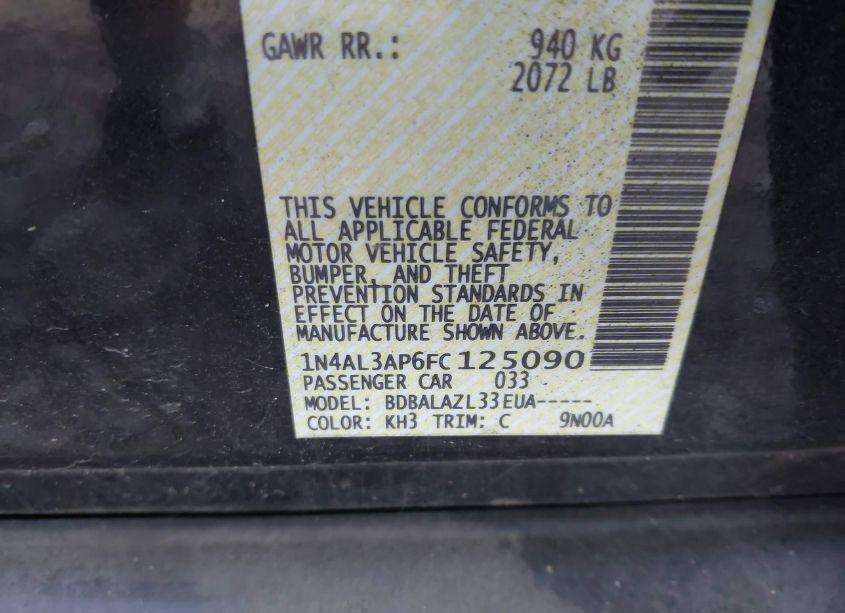 GAWR RR.: 940 KG
2072 LB
THIS VEHICLE CONFORMS TO
ALL APPLICABLE FEDERAL
MOTOR VEHICLE SAFETY,
BUMPER, AND THEFT
PREVENTION STANDARDS IN
EFFECT ON THE DATE OF
MANUFACTURE SHOWN ABOVE.
1N4AL3AP6FC125090
PASSENGER CAR 033
MODEL: BDBALAZL33EUA-----
COLOR: KH3 TRIM: C 9N00A